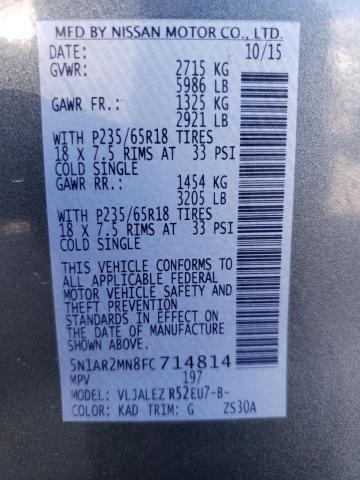 MFD BY NISSAN MOTOR CO., LTD.
DATE: 10/15
GVWR: 2715 KG
5986 LB
GAWR FR.: 1325 KG
2921 LB
WITH P235/65R18 TIRES
18 X 7.5 RIMS AT 33 PSI
COLD SINGLE
GAWR RR.: 1454 KG
3205 LB
WITH P235/65R18 TIRES
18 X 7.5 RIMS AT 33 PSI
COLD SINGLE
THIS VEHICLE CONFORMS TO
ALL APPLICABLE FEDERAL
MOTOR VEHICLE SAFETY AND
THEFT PREVENTION
STANDARDS IN EFFECT ON
THE DATE OF MANUFACTURE
SHOWN ABOVE.
5N1AR2MN8FC714814
MPV 197
MODEL: VLJALEZ R52EU7-B-
COLOR: KAD TRIM: G ZS30A